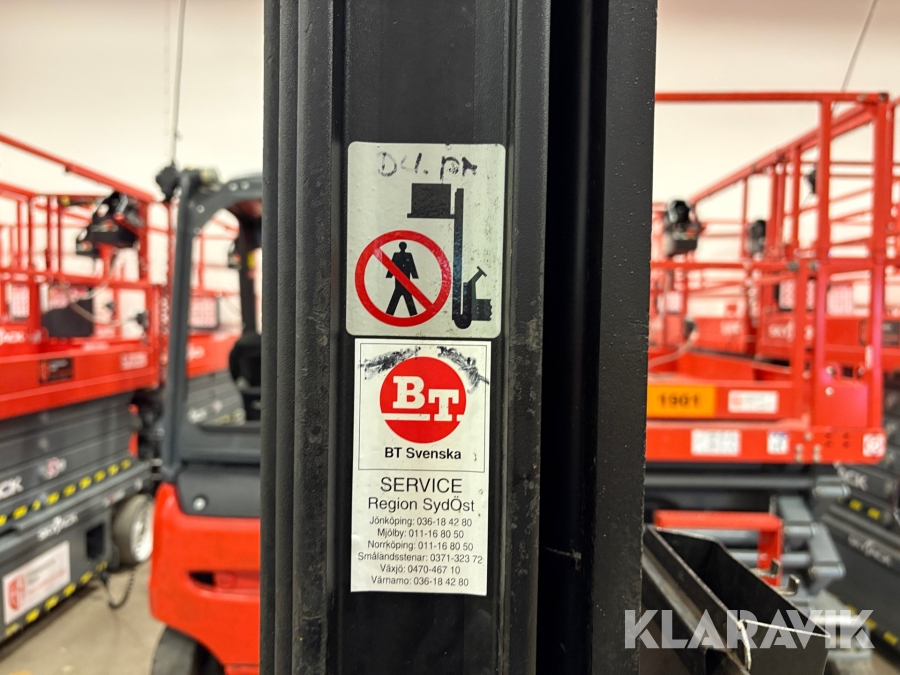 BT
BT Svenska
SERVICE
Region SydÖst
Jönköping: 036-18 42 80
Mjölby: 011-16 80 50
Norrköping: 011-16 80 50
Smålandsstenar: 0371-323 72
Växjö: 0470-467 10
Värnamo: 036-18 42 80
1901
KLARAVIK